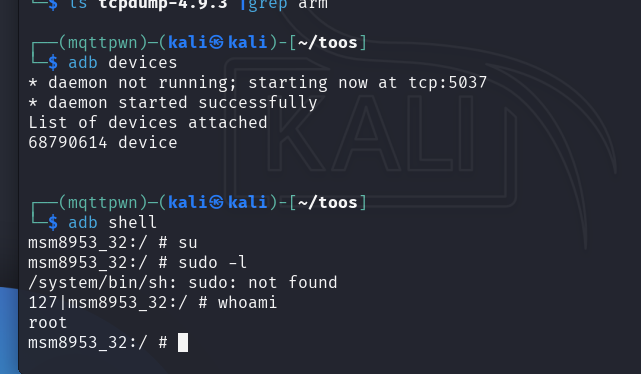 └─$ ls tcpdump-4.9.3 |grep arm
┌──(mqttpwn)─(kali㉿kali)-[~/toos]
└─$ adb devices
* daemon not running; starting now at tcp:5037
* daemon started successfully
List of devices attached
68790614 device
┌──(mqttpwn)─(kali㉿kali)-[~/toos]
└─$ adb shell
msm8953_32:/ # su
msm8953_32:/ # sudo -l
/system/bin/sh: sudo: not found
127|msm8953_32:/ # whoami
root
msm8953_32:/ #
KALI